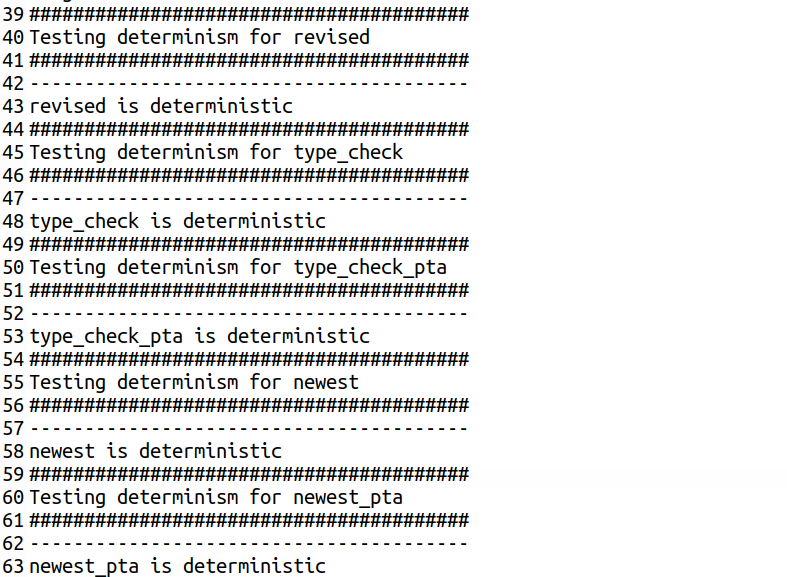 39 ########################################
40 Testing determinism for revised
41 ########################################
42 ----------------------------------------
43 revised is deterministic
44 ########################################
45 Testing determinism for type_check
46 ########################################
47 ----------------------------------------
48 type_check is deterministic
49 ########################################
50 Testing determinism for type_check_pta
51 ########################################
52 ----------------------------------------
53 type_check_pta is deterministic
54 ########################################
55 Testing determinism for newest
56 ########################################
57 ----------------------------------------
58 newest is deterministic
59 ########################################
60 Testing determinism for newest_pta
61 ########################################
62 ----------------------------------------
63 newest_pta is deterministic